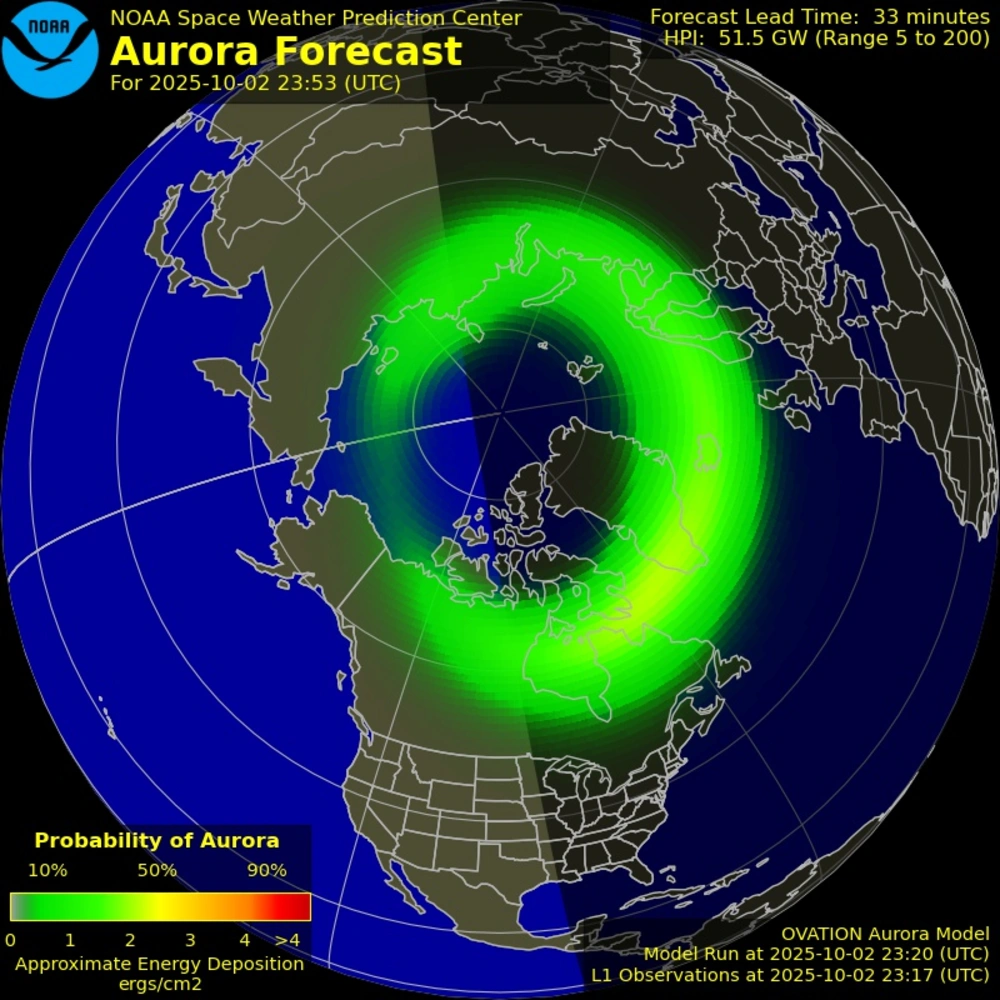 NOAA
NOAA Space Weather Prediction Center
Aurora Forecast
For 2025-10-02 23:53 (UTC)
Forecast Lead Time: 33 minutes
HPI: 51.5 GW (Range 5 to 200)
Probability of Aurora
10% 50% 90%
0 1 2 3 4 >4
Approximate Energy Deposition
ergs/cm2
OVATION Aurora Model
Model Run at 2025-10-02 23:20 (UTC)
L1 Observations at 2025-10-02 23:17 (UTC)